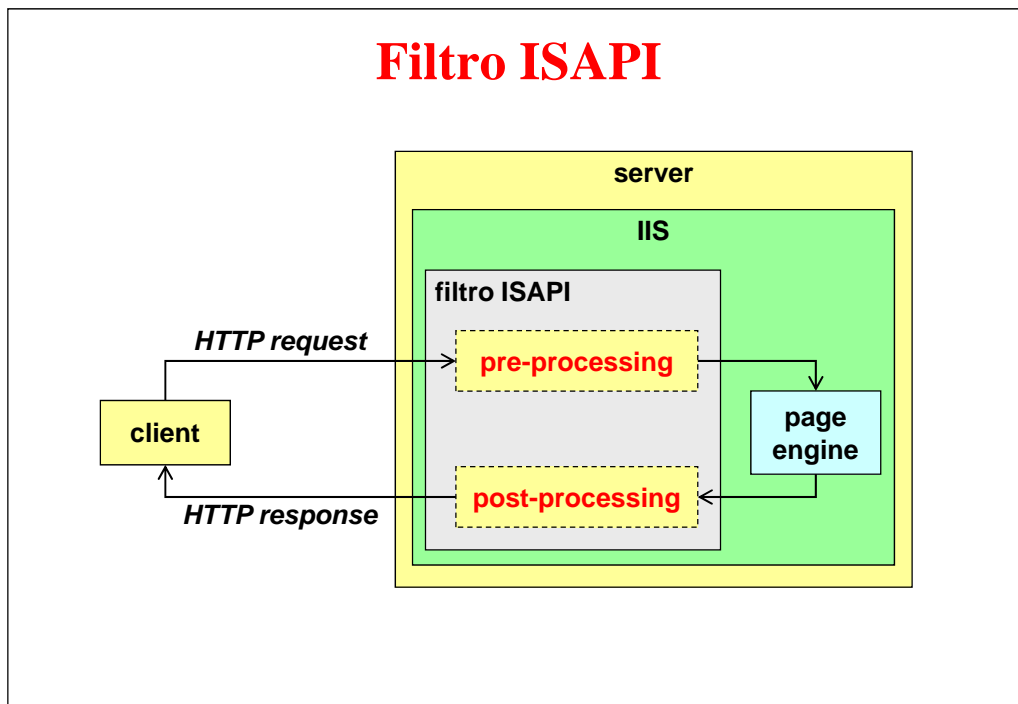 Filtro ISAPI
server
IIS
filtro ISAPI
HTTP request
pre-processing
client
page
engine
post-processing
HTTP response